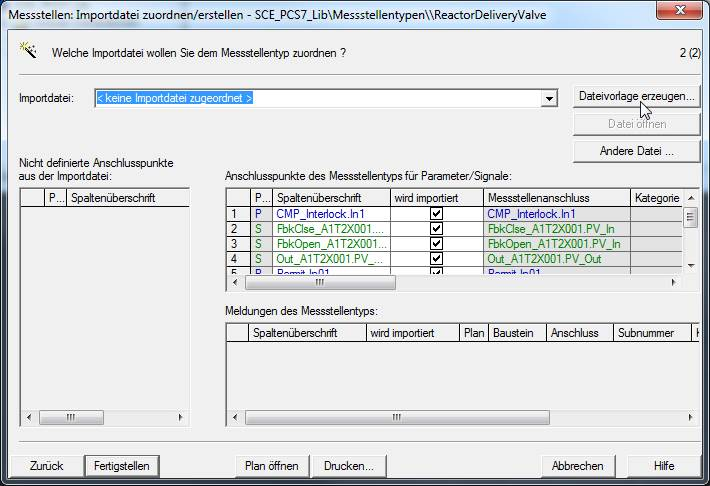 Messstellen: Importdatei zuordnen/erstellen - SCE_PCS7_Lib\Messstellentypen\\ReactorDeliveryValve
Welche Importdatei wollen Sie dem Messstellentyp zuordnen ?
2 (2)
Importdatei:
< keine Importdatei zugeordnet >
Dateivorlage erzeugen...
Datei öffnen
Andere Datei ...
Nicht definierte Anschlusspunkte
aus der Importdatei:
P... Spaltenüberschrift
Anschlusspunkte des Messstellentyps für Parameter/Signale:
P... Spaltenüberschrift wird importiert Messstellenanschluss Kategorie
1 P CMP_Interlock.In1 CMP_Interlock.In1
2 S FbkClse_A1T2X001.... FbkClse_A1T2X001.PV_In
3 S FbkOpen_A1T2X001.... FbkOpen_A1T2X001.PV_In
4 S Out_A1T2X001.PV_... Out_A1T2X001.PV_Out
5 P Permit.In01 Permit.In01
Meldungen des Messstellentyps:
Spaltenüberschrift wird importiert Plan Baustein Anschluss Subnummer
Zurück Fertigstellen Plan öffnen Drucken... Abbrechen Hilfe